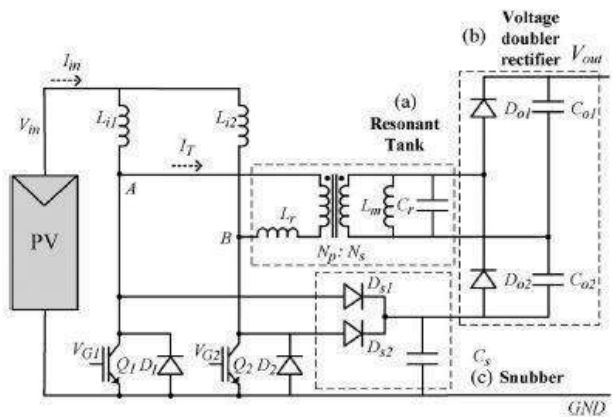 I_in
(b)
Voltage
doubler
rectifier
V_out
V_in
L_i1
L_i2
(a)
Resonant
Tank
I_T
D_o1
C_o1
A
L_m
C_r
L_r
B
N_p : N_s
PV
D_s1
D_o2
C_o2
D_s2
V_G1
Q_1
D_1
V_G2
Q_2
D_2
C_s
(c) Snubber
GND